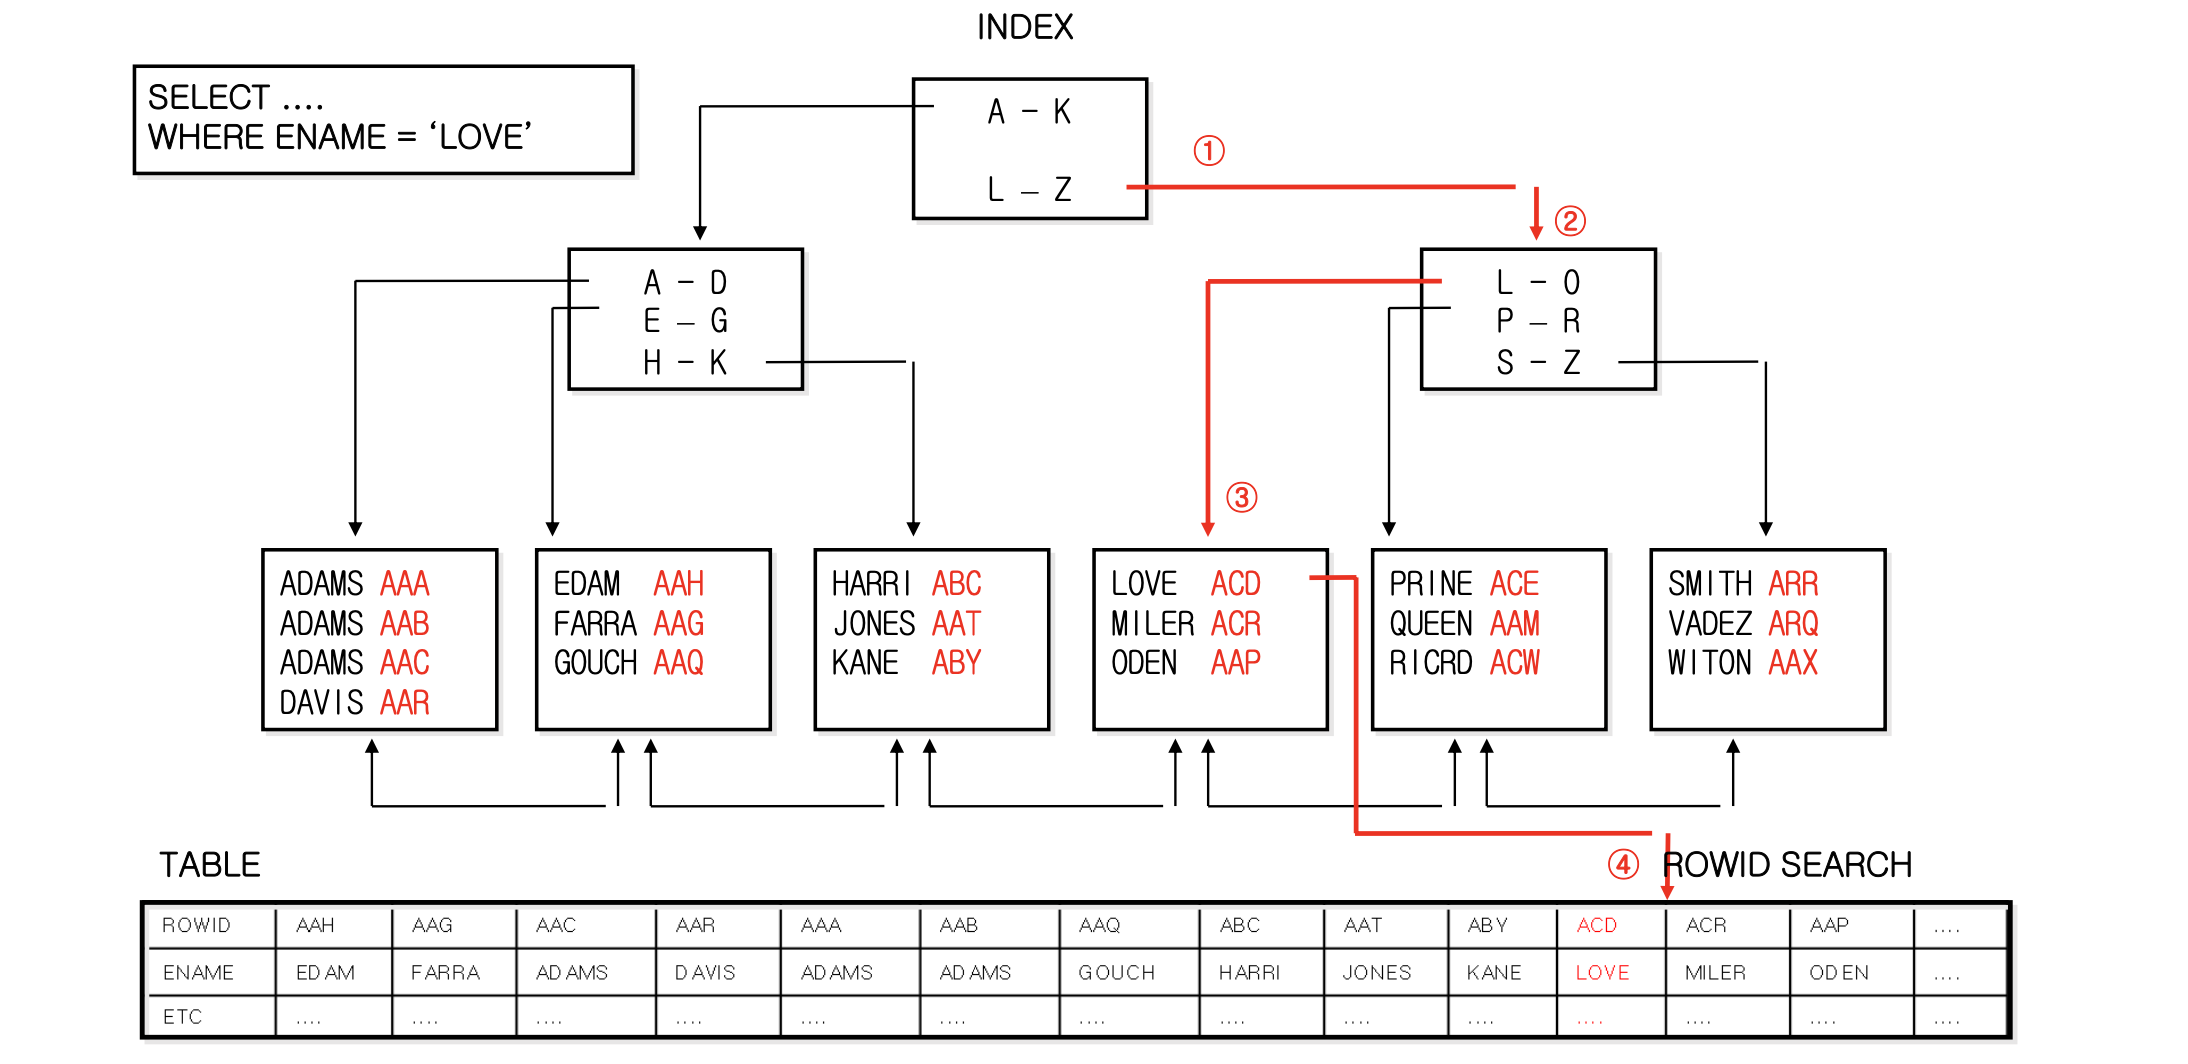 INDEX
SELECT ....
WHERE ENAME = ‘LOVE’
A – K
L – Z
①
②
A – D
E – G
H – K
L – O
P – R
S – Z
③
ADAMS AAA
ADAMS AAB
ADAMS AAC
DAVIS AAR
EDAM AAH
FARRA AAG
GOUCH AAQ
HARRI ABC
JONES AAT
KANE ABY
LOVE ACD
MILER ACR
ODEN AAP
PRINE ACE
QUEEN AAM
RICRD ACW
SMITH ARR
VADEZ ARQ
WITON AAX
TABLE
④ ROWID SEARCH
ROWID AAH AAG AAC AAR AAA AAB AAQ ABC AAT ABY ACD ACR AAP ....
ENAME EDAM FARRA ADAMS DAVIS ADAMS ADAMS GOUCH HARRI JONES KANE LOVE MILER ODEN ....
ETC .... .... .... .... .... .... .... .... .... .... .... .... .... ....